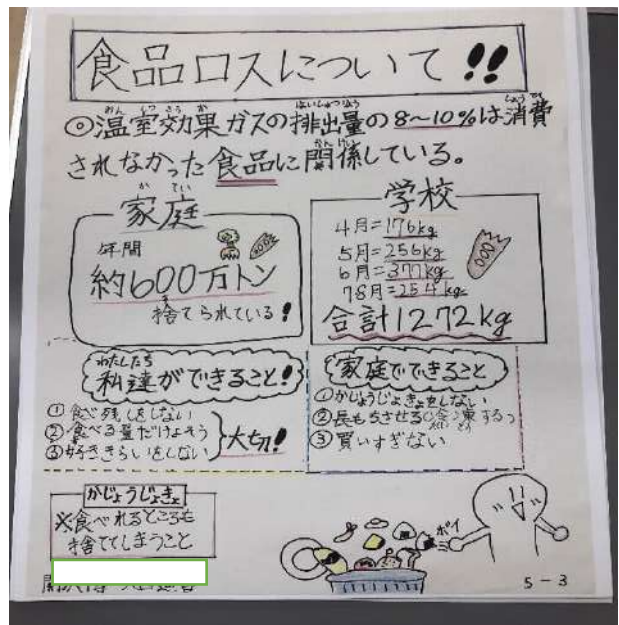 食品ロスについて!!
◎温室効果ガスの排出量の8~10%は消費
されなかった食品に関係している。
家庭
年間
約600万トン
捨てられている!
学校
4月=176kg
5月=256kg
6月=377kg
7 8月=254kg
合計1272kg
私達ができること!
①食べ残しをしない
②食べる量だけよそう
③好ききらいをしない
大切!
家庭でできること
①かじょうじょきょをしない
②長もちさせる(冷凍する)
③買いすぎない
かじょうじょきょ
※食べれるところも
捨ててしまうこと
ポイ
5-3